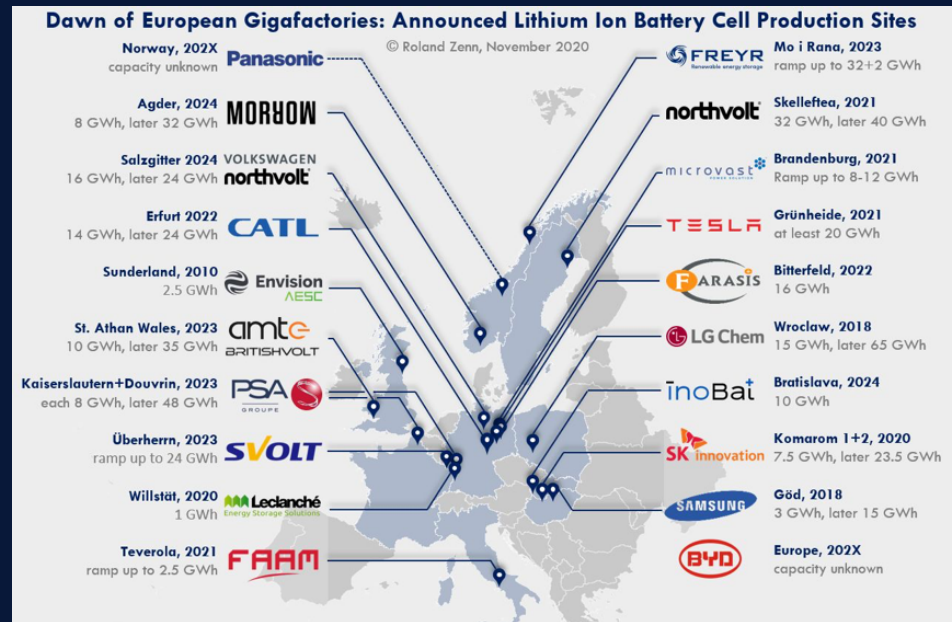 Dawn of European Gigafactories: Announced Lithium Ion Battery Cell Production Sites
© Roland Zenn, November 2020
Norway, 202X
capacity unknown
Panasonic
Agder, 2024
8 GWh, later 32 GWh
MORROW
Salzgitter 2024
16 GWh, later 24 GWh
VOLKSWAGEN
northvolt
Erfurt 2022
14 GWh, later 24 GWh
CATL
Sunderland, 2010
2.5 GWh
Envision
AESC
St. Athan Wales, 2023
10 GWh, later 35 GWh
amte
BRITISHVOLT
Kaiserslautern+Douvrin, 2023
each 8 GWh, later 48 GWh
PSA
GROUPE
Überherrn, 2023
ramp up to 24 GWh
SVOLT
Willstät, 2020
1 GWh
Leclanché
Energy Storage Solutions
Teverola, 2021
ramp up to 2.5 GWh
FAAM
FREYR
Renewable energy storage
Mo i Rana, 2023
ramp up to 32+2 GWh
northvolt
Skelleftea, 2021
32 GWh, later 40 GWh
microvast
POWER SOLUTION
Brandenburg, 2021
Ramp up to 8-12 GWh
TESLA
Grünheide, 2021
at least 20 GWh
FARASIS
Bitterfeld, 2022
16 GWh
LG Chem
Wroclaw, 2018
15 GWh, later 65 GWh
inoBat
Bratislava, 2024
10 GWh
SK innovation
Komarom 1+2, 2020
7.5 GWh, later 23.5 GWh
SAMSUNG
Göd, 2018
3 GWh, later 15 GWh
BYD
Europe, 202X
capacity unknown